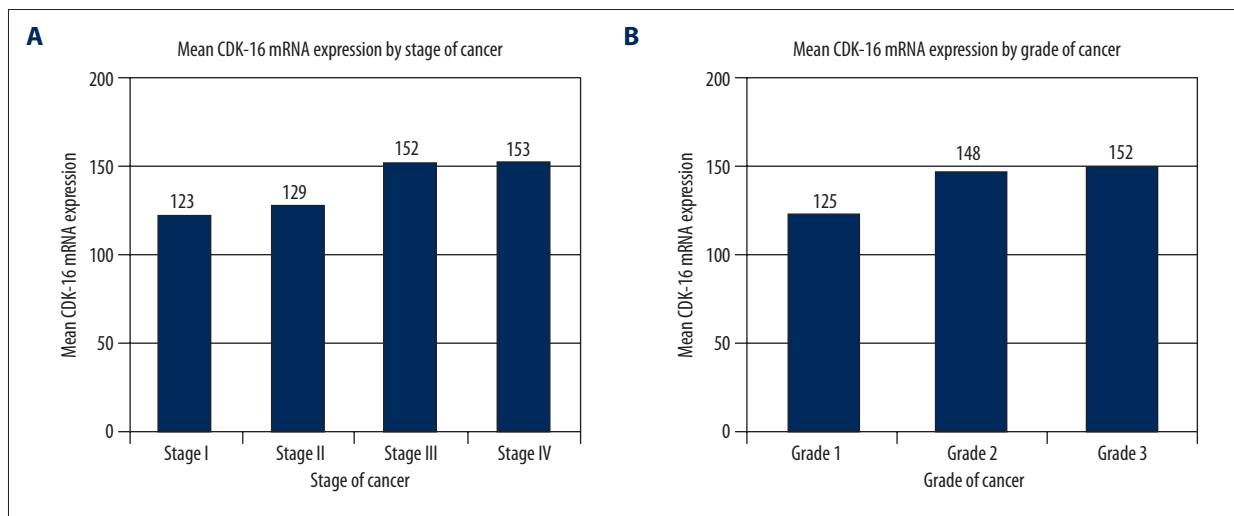 A
Mean CDK-16 mRNA expression by stage of cancer
Mean CDK-16 mRNA expression
200
150
100
50
0
123
129
152
153
Stage I
Stage II
Stage III
Stage IV
Stage of cancer
B
Mean CDK-16 mRNA expression by grade of cancer
Mean CDK-16 mRNA expression
200
150
100
50
0
125
148
152
Grade 1
Grade 2
Grade 3
Grade of cancer